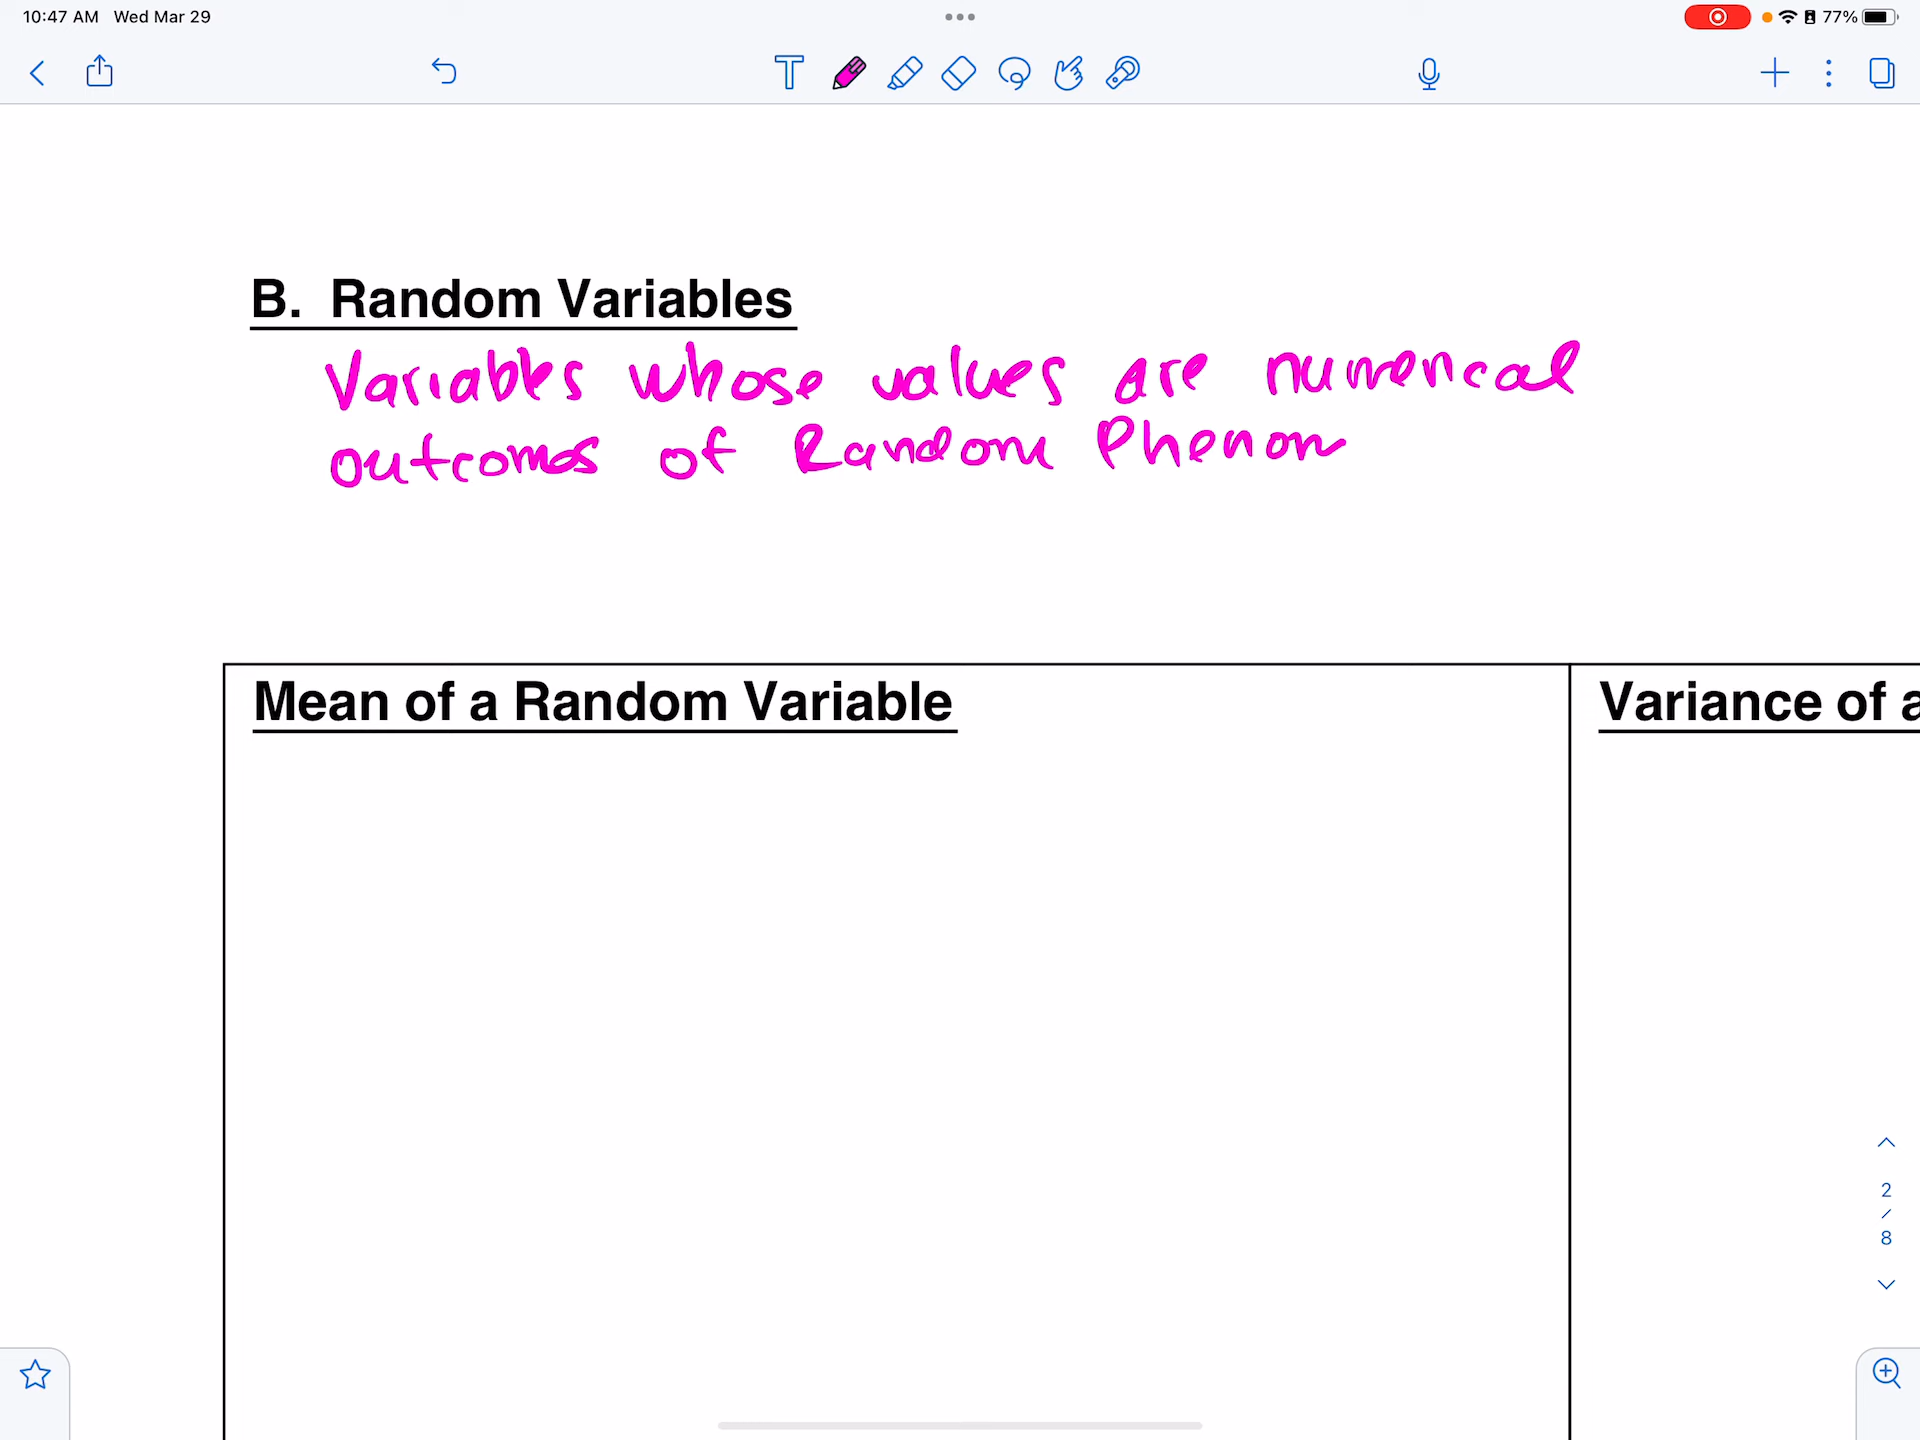 10:47 AM Wed Mar 29
77%
B. Random Variables
Variables whose values are numerical
outcomes of Random Phenom
Mean of a Random Variable
Variance of a
2
/
8